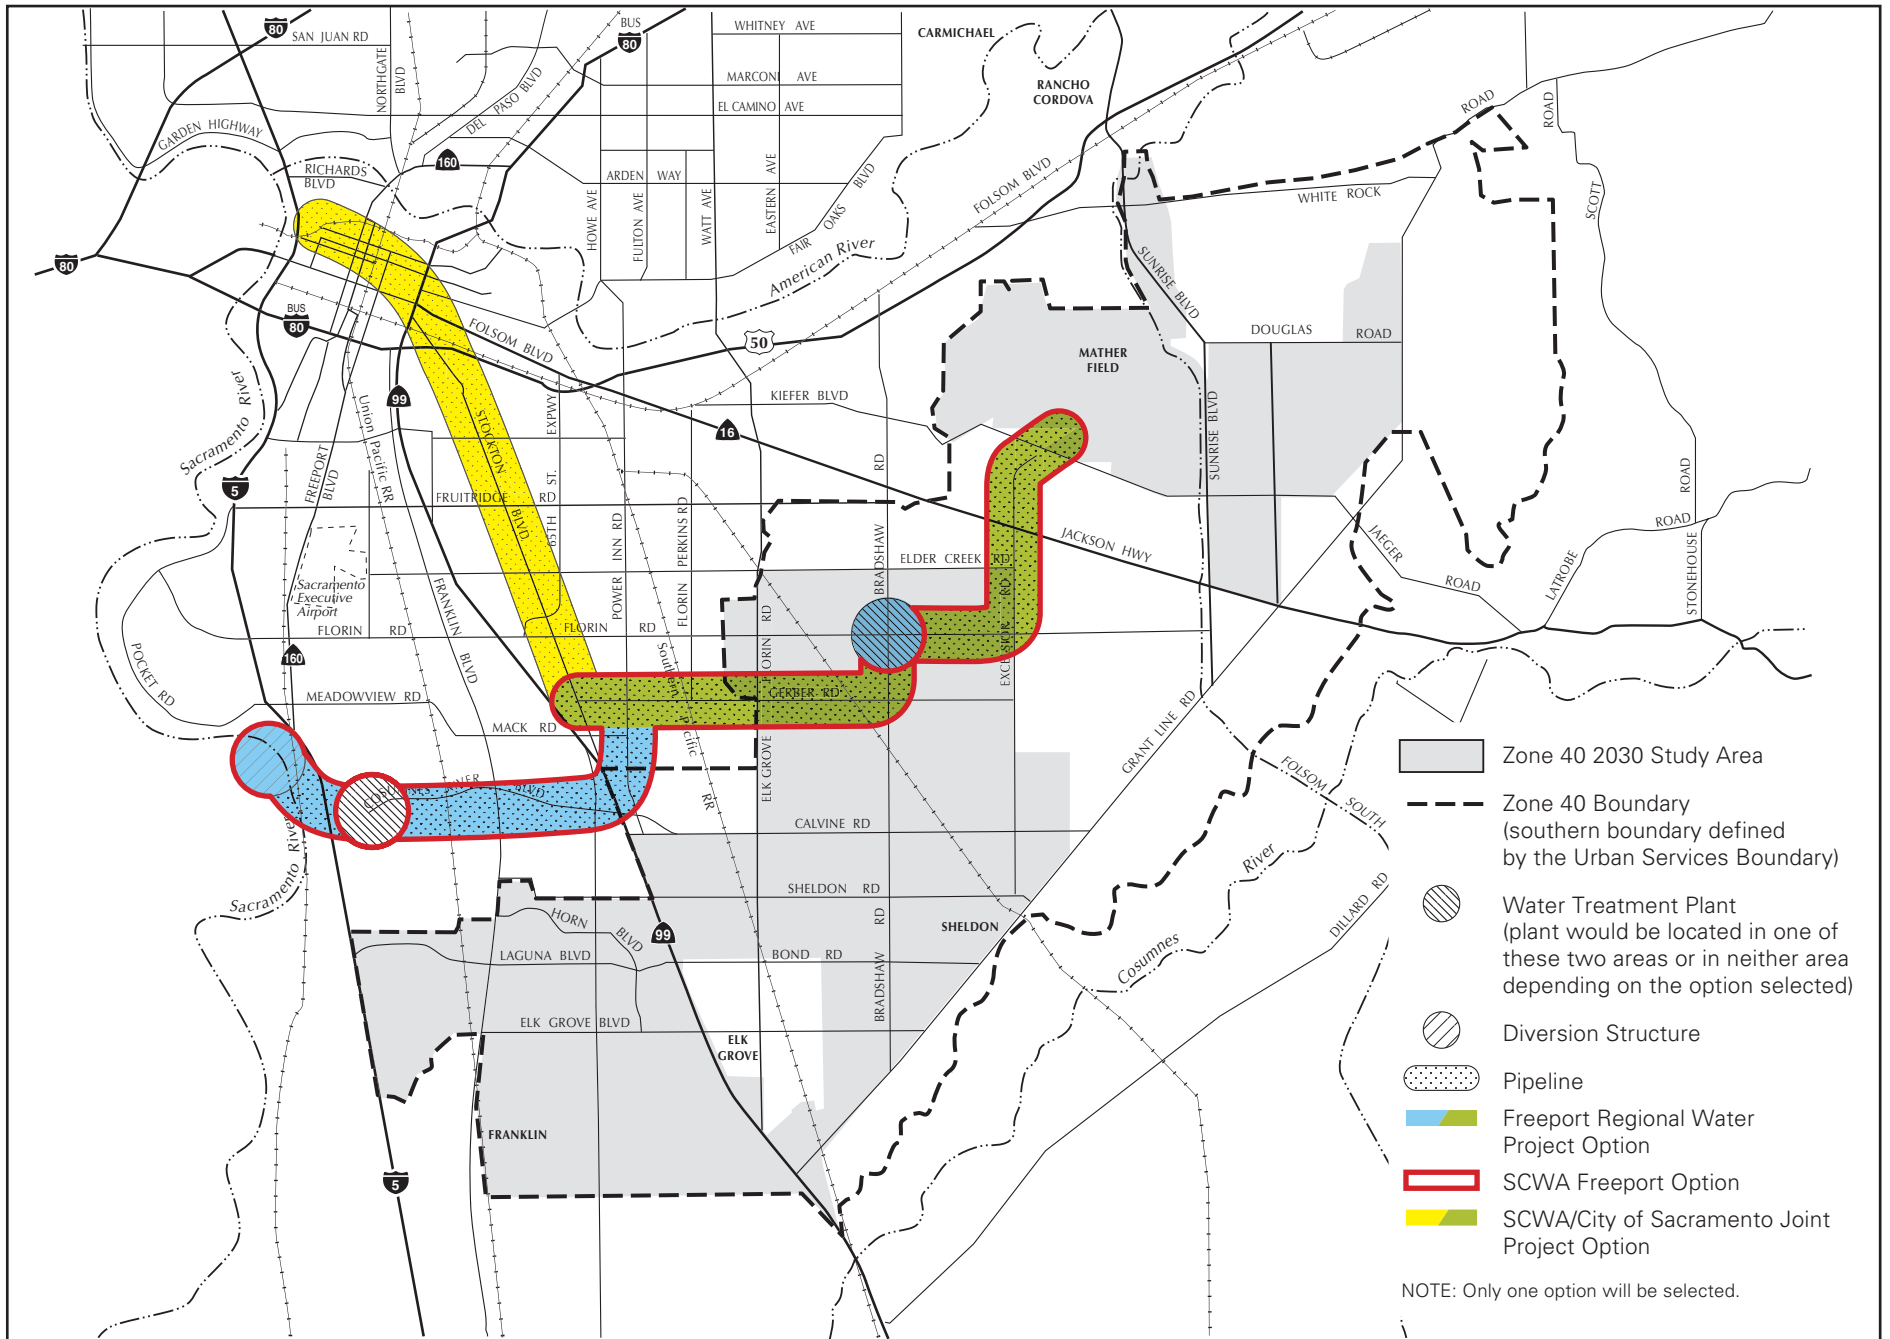 80
SAN JUAN RD
NORTHGATE
BLVD
BUS
80
WHITNEY AVE
CARMICHAEL
DEL PASO BLVD
MARCONI AVE
RANCHO
CORDOVA
EL CAMINO AVE
ROAD
ROAD
GARDEN HIGHWAY
160
RICHARDS
BLVD
ARDEN WAY
HOWE AVE
FULTON AVE
WATT AVE
EASTERN AVE
FAIR OAKS BLVD
FOLSOM BLVD
WHITE ROCK
SCOTT
American River
80
SUNRISE BLVD
BUS
80
FOLSOM BLVD
50
DOUGLAS ROAD
MATHER
FIELD
Sacramento River
99
Union Pacific RR
KIEFER BLVD
16
STOCKTON BLVD
EXPWY
65TH ST.
SUNRISE BLVD
FREEPORT
BLVD
5
FRUITRIDGE RD
POWER INN RD
FLORIN PERKINS RD
BRADSHAW RD
JACKSON HWY
JAEGER ROAD
ROAD
ROAD
LATROBE
STONEHOUSE
ELDER CREEK RD
Sacramento
Executive
Airport
FRANKLIN BLVD
FLORIN RD
FLORIN RD
ELK GROVE FLORIN RD
EXCELSIOR RD
160
POCKET RD
Southern Pacific RR
MEADOWVIEW RD
GERBER RD
MACK RD
GRANT LINE RD
COSUMNES RIVER BLVD
FOLSOM SOUTH
Sacramento River
CALVINE RD
SHELDON RD
SHELDON
HORN BLVD
99
LAGUNA BLVD
BOND RD
BRADSHAW RD
Cosumnes River
DILLARD RD
ELK GROVE BLVD
ELK
GROVE
FRANKLIN
5
Zone 40 2030 Study Area
Zone 40 Boundary
(southern boundary defined
by the Urban Services Boundary)
Water Treatment Plant
(plant would be located in one of
these two areas or in neither area
depending on the option selected)
Diversion Structure
Pipeline
Freeport Regional Water
Project Option
SCWA Freeport Option
SCWA/City of Sacramento Joint
Project Option
NOTE: Only one option will be selected.